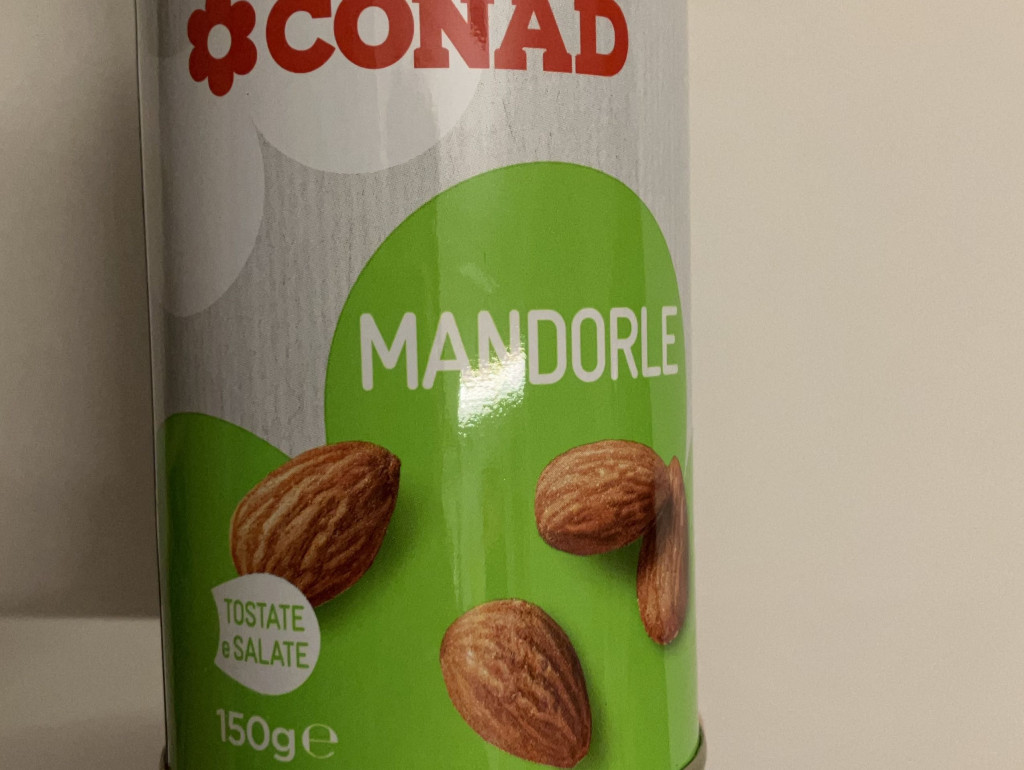 CONAD
MANDORLE
TOSTATE
e SALATE
150g ℮